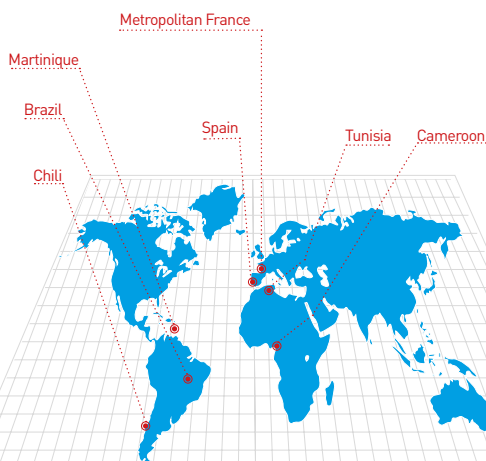 Metropolitan France
Martinique
Brazil
Spain
Tunisia
Cameroon
Chili